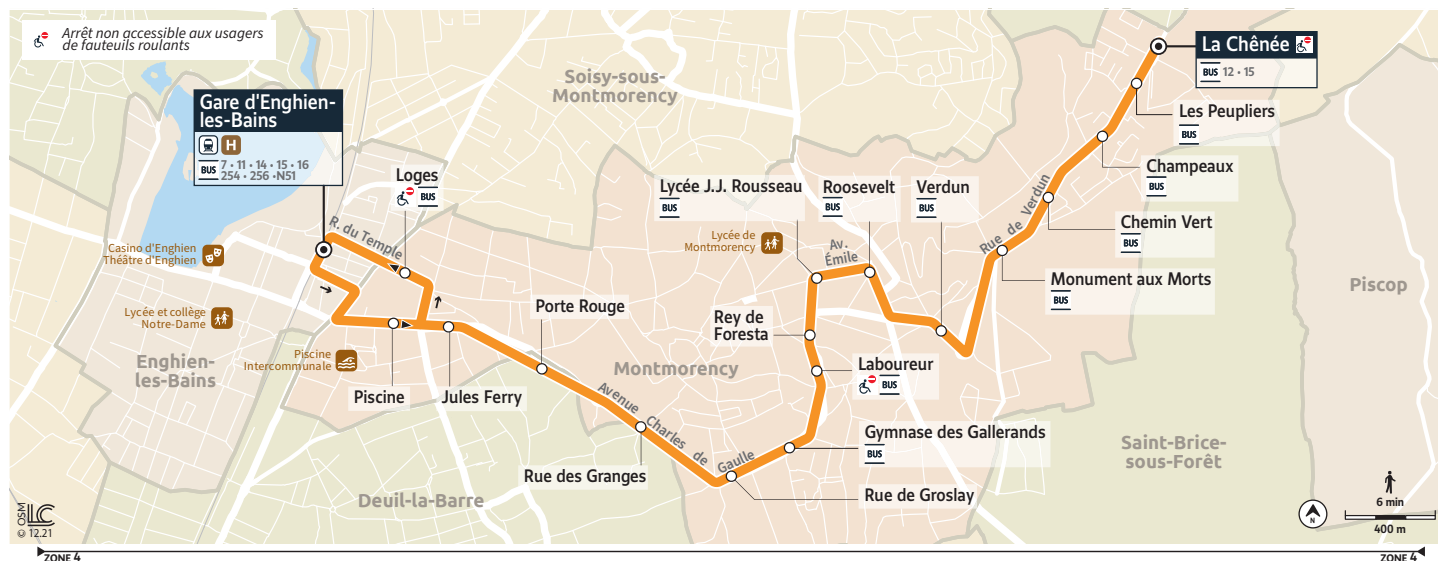 Arrêt non accessible aux usagers
de fauteuils roulants
Gare d'Enghien-
les-Bains
H
BUS 7 • 11 • 14 • 15 • 16
254 • 256 •N51
Soisy-sous-
Montmorency
La Chênée
BUS 12 • 15
Les Peupliers
BUS
Champeaux
BUS
Chemin Vert
BUS
Monument aux Morts
BUS
Rue de Verdun
Verdun
BUS
Roosevelt
BUS
Lycée J.J. Rousseau
BUS
Lycée de
Montmorency
Av.
Émile
Loges
BUS
R. du Temple
Casino d'Enghien
Théâtre d'Enghien
Lycée et collège
Notre-Dame
Enghien-
les-Bains
Piscine
Intercommunale
Piscine
Jules Ferry
Porte Rouge
Rey de
Foresta
Montmorency
Laboureur
BUS
Avenue Charles de Gaulle
Gymnase des Gallerands
BUS
Rue des Granges
Rue de Groslay
Deuil-la-Barre
Saint-Brice-
sous-Forêt
Piscop
6 min
400 m
N
OSM
© 12.21
LC
ZONE 4
ZONE 4